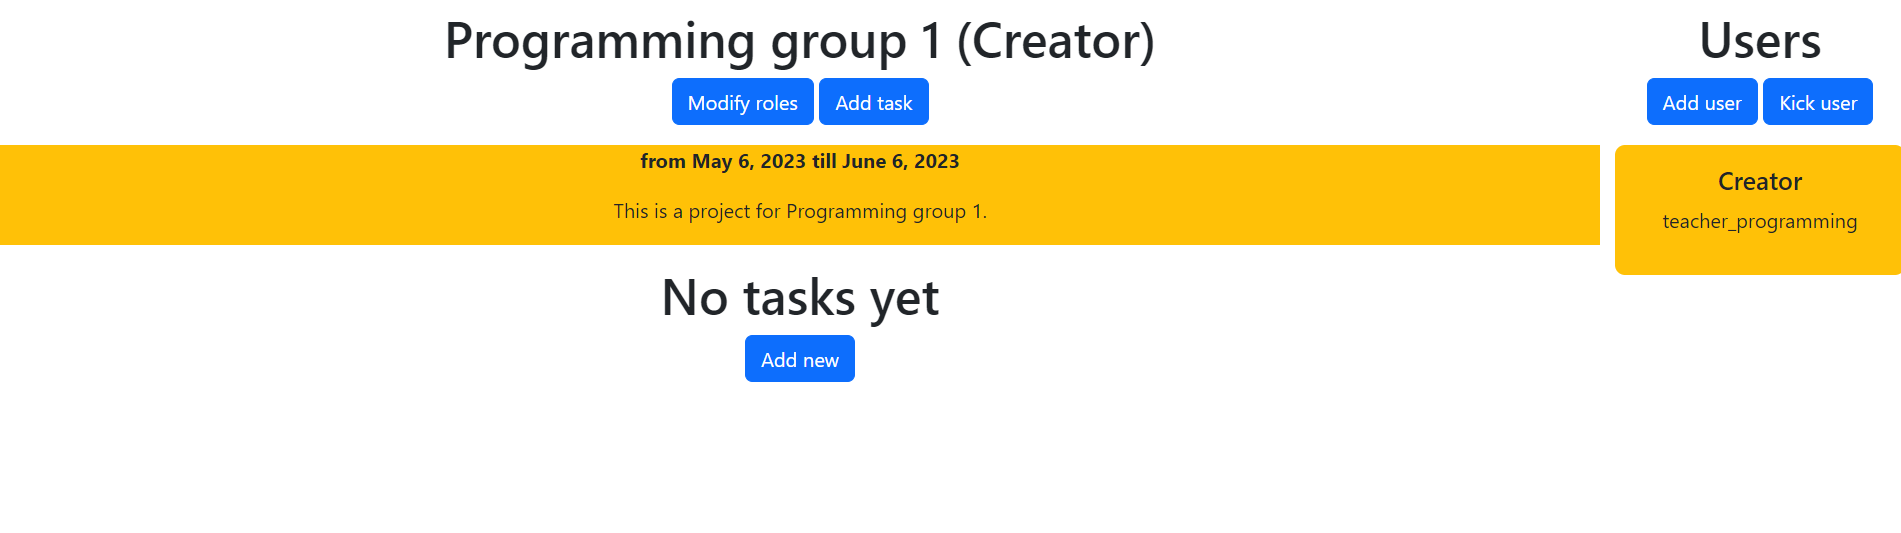 Programming group 1 (Creator)
Modify roles
Add task
from May 6, 2023 till June 6, 2023
This is a project for Programming group 1.
No tasks yet
Add new
Users
Add user
Kick user
Creator
teacher_programming